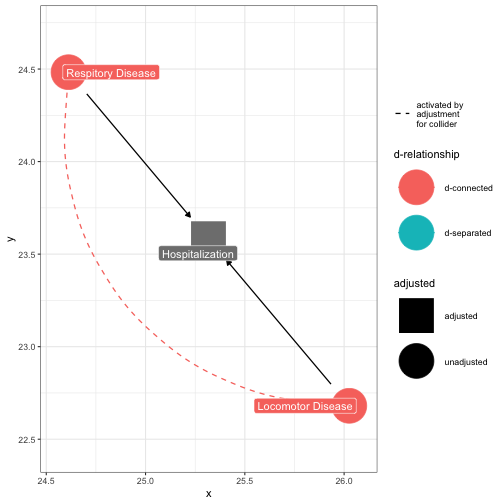 24.5
24.0
23.5
23.0
22.5
y
Respitory Disease
Hospitalization
Locomotor Disease
24.5
25.0
25.5
26.0
x
activated by
adjustment
for collider
d-relationship
d-connected
d-separated
adjusted
adjusted
unadjusted